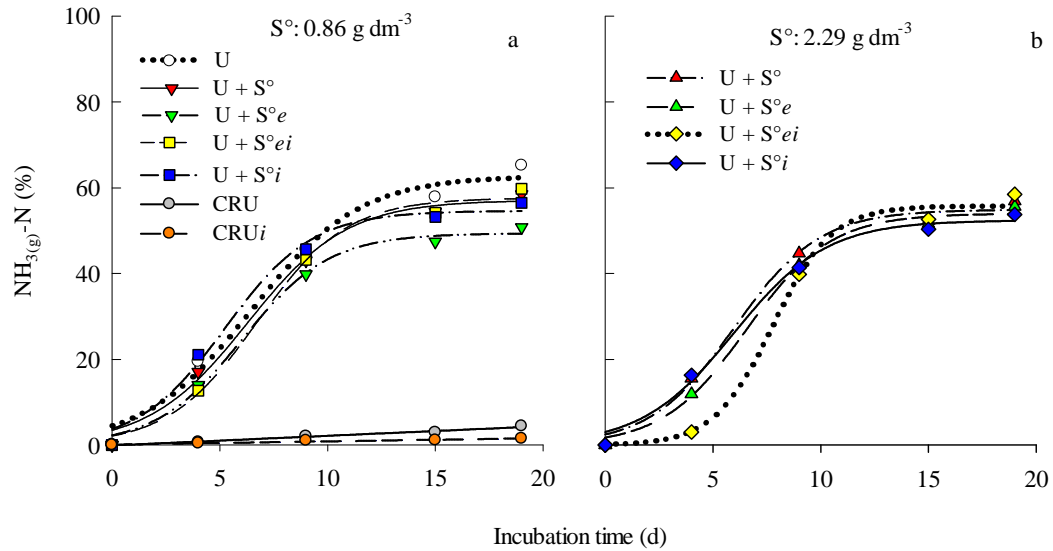 S°: 0.86 g dm-3
a
S°: 2.29 g dm-3
b
U
U + S°
U + S°e
U + S°ei
U + S°i
CRU
CRUi
U + S°
U + S°e
U + S°ei
U + S°i
NH3(g)-N (%)
100
80
60
40
20
0
0 5 10 15 20
0 5 10 15 20
Incubation time (d)